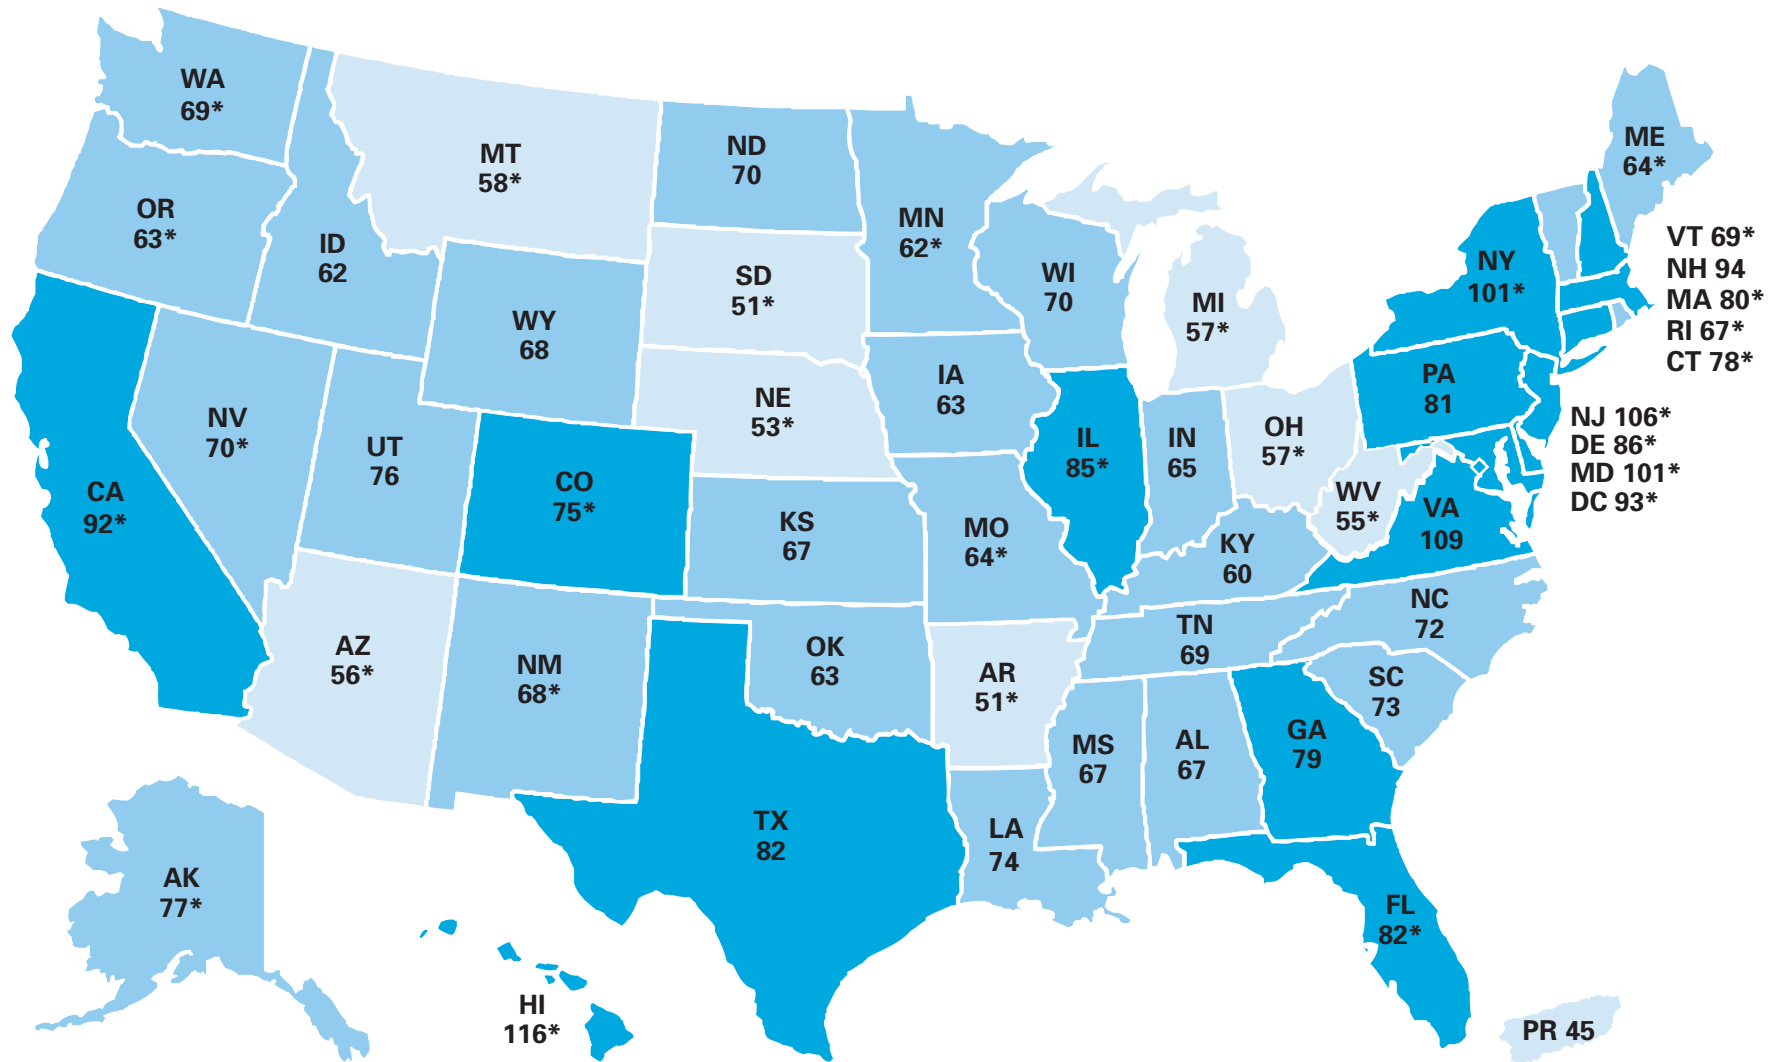 WA
69*
MT
58*
ND
70
MN
62*
ME
64*
OR
63*
ID
62
SD
51*
WI
70
MI
57*
NY
101*
VT 69*
NH 94
MA 80*
RI 67*
CT 78*
WY
68
NE
53*
IA
63
PA
81
NV
70*
UT
76
CO
75*
IL
85*
IN
65
OH
57*
NJ 106*
DE 86*
MD 101*
DC 93*
CA
92*
KS
67
MO
64*
KY
60
WV
55*
VA
109
AZ
56*
NM
68*
OK
63
AR
51*
TN
69
NC
72
SC
73
TX
82
LA
74
MS
67
AL
67
GA
79
FL
82*
AK
77*
HI
116*
PR 45